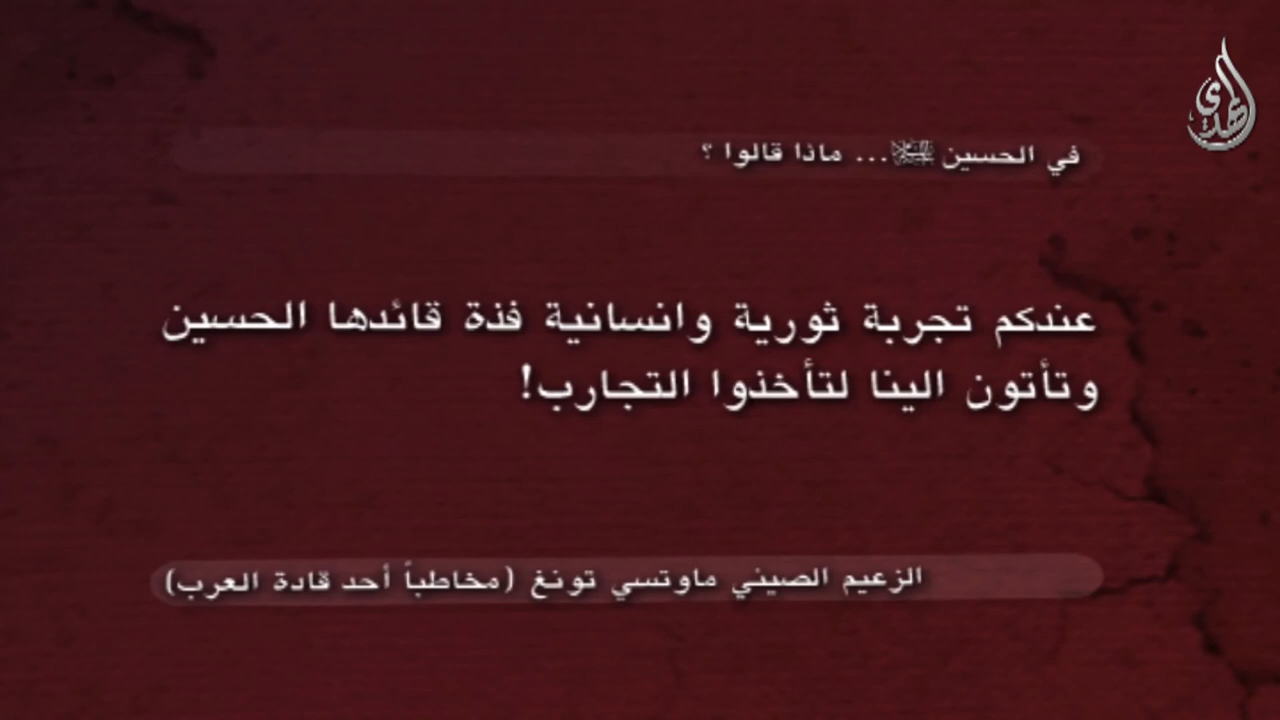 المهدي
في الحسين ... ماذا قالوا ؟
عندكم تجربة ثورية وانسانية فذة قائدها الحسين
وتأتون الينا لتأخذوا التجارب!
الزعيم الصيني ماوتسي تونغ (مخاطباً أحد قادة العرب)